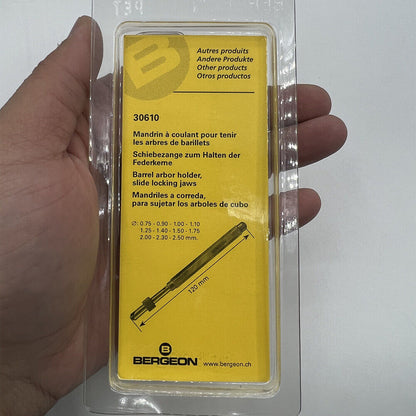 B
Autres produits
Andere Produkte
Other products
Otros productos
30610
Mandrin à coulant pour tenir
les arbres de barillets
Schiebezange zum Halten der
Federkerne
Barrel arbor holder,
slide locking jaws
Mandriles a correda,
para sujetar los arboles de cubo
∅: 0.75 - 0.90 - 1.00 - 1.10
1.25 - 1.40 - 1.50 - 1.75
2.00 - 2.30 - 2.50 mm.
120 mm
B
BERGEON
www.bergeon.ch